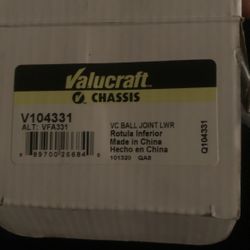 Valucraft
CHASSIS
V104331
ALT: VFA331
VC BALL JOINT LWR
Rotula Inferior
Made in China
Hecho en China
101320 QAS
Q104331